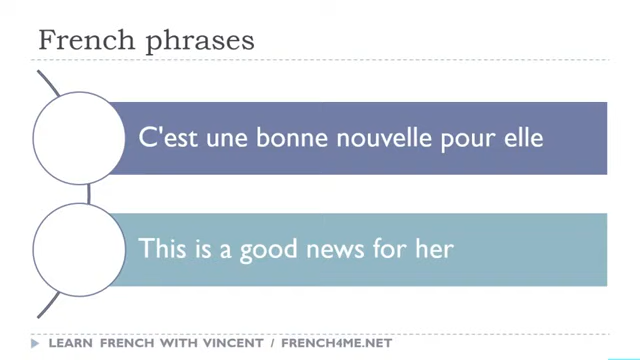 French phrases
C'est une bonne nouvelle pour elle
This is a good news for her
LEARN FRENCH WITH VINCENT / FRENCH4ME.NET